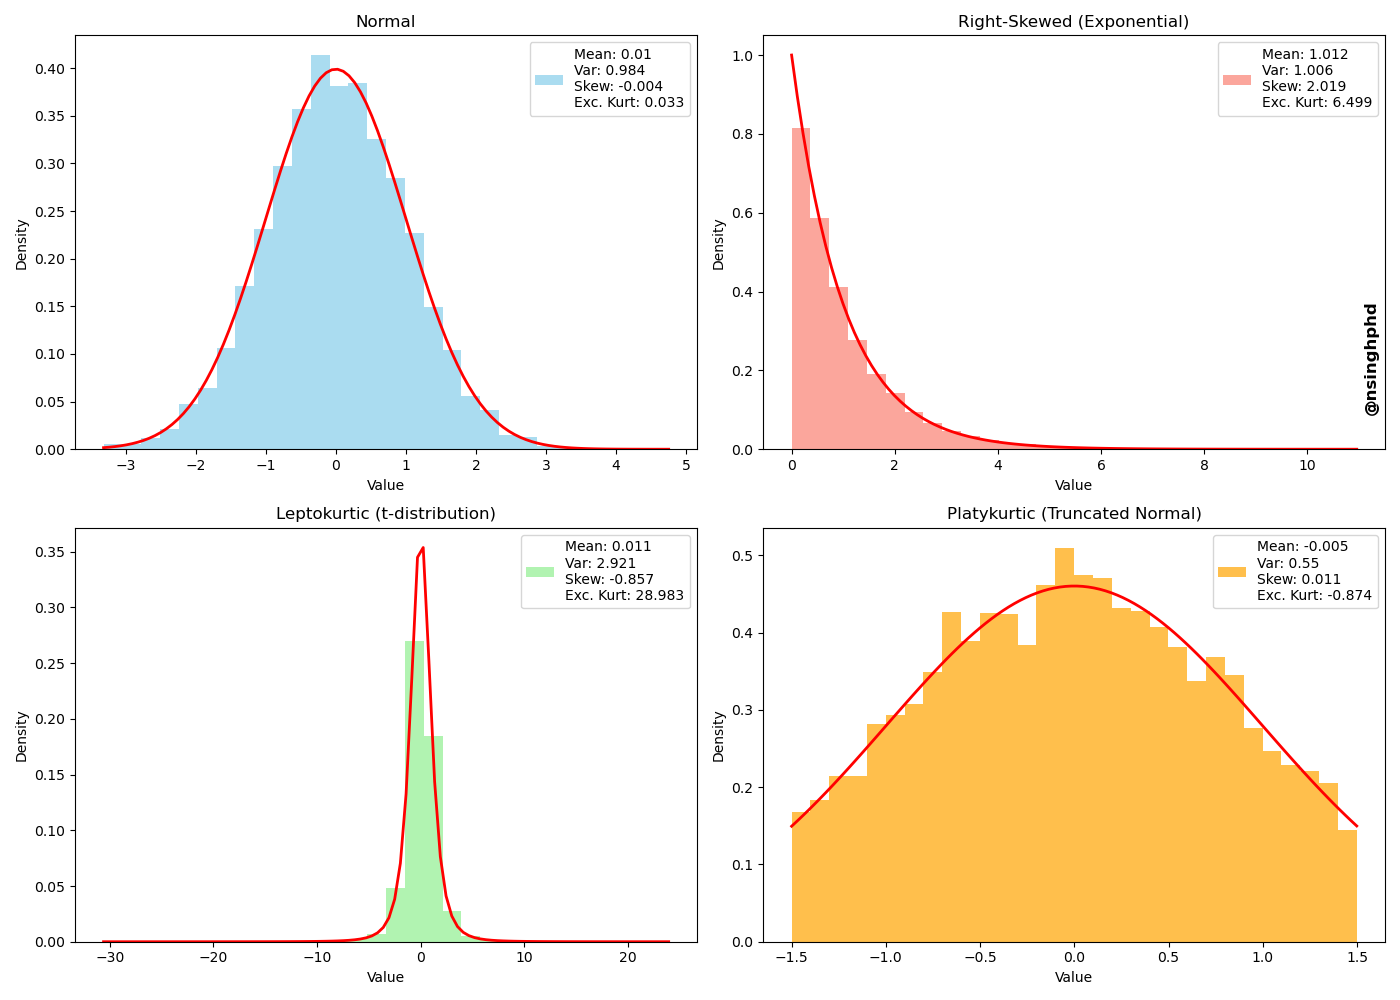 Normal
Mean: 0.01
Var: 0.984
Skew: -0.004
Exc. Kurt: 0.033
0.40
0.35
0.30
0.25
0.20
0.15
0.10
0.05
0.00
Density
−3
−2
−1
0
1
2
3
4
5
Value
Right-Skewed (Exponential)
Mean: 1.012
Var: 1.006
Skew: 2.019
Exc. Kurt: 6.499
1.0
0.8
0.6
0.4
0.2
0.0
Density
@nsinghphd
0
2
4
6
8
10
Value
Leptokurtic (t-distribution)
Mean: 0.011
Var: 2.921
Skew: -0.857
Exc. Kurt: 28.983
0.35
0.30
0.25
0.20
0.15
0.10
0.05
0.00
Density
−30
−20
−10
0
10
20
Value
Platykurtic (Truncated Normal)
Mean: -0.005
Var: 0.55
Skew: 0.011
Exc. Kurt: -0.874
0.5
0.4
0.3
0.2
0.1
0.0
Density
−1.5
−1.0
−0.5
0.0
0.5
1.0
1.5
Value